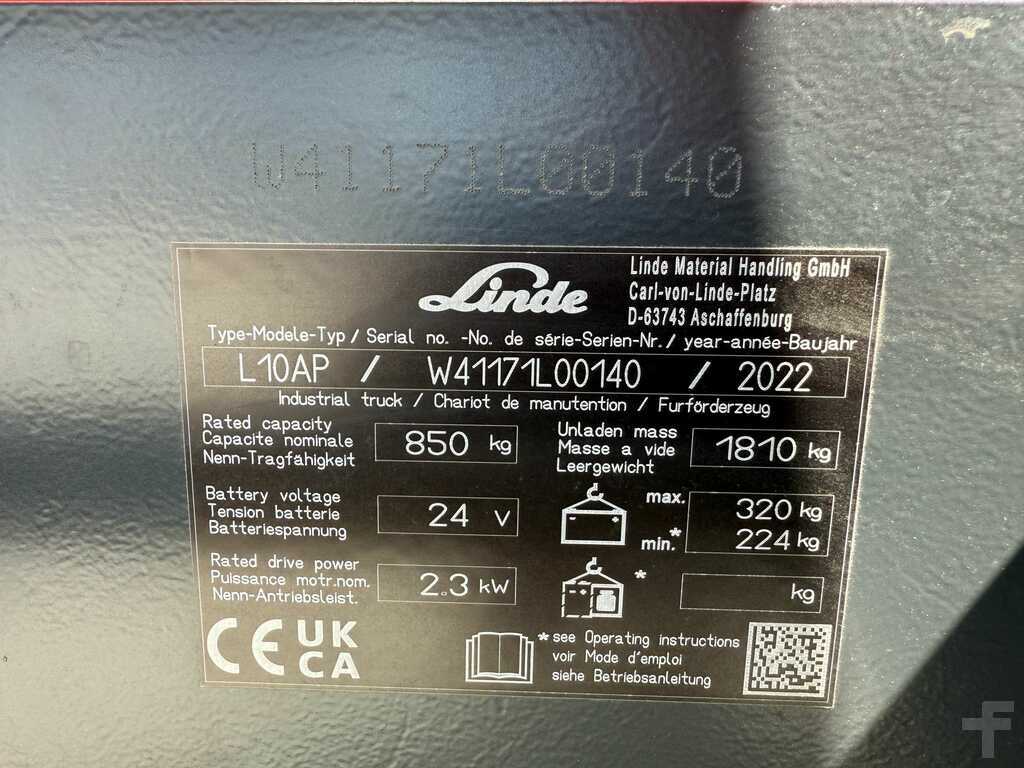 W41171L00140
Linde
Linde Material Handling GmbH
Carl-von-Linde-Platz
D-63743 Aschaffenburg
Type-Modele-Typ / Serial no. -No. de série-Serien-Nr. / year-année-Baujahr
L10AP / W41171L00140 / 2022
Industrial truck / Chariot de manutention / Furförderzeug
Rated capacity
Capacite nominale
Nenn-Tragfähigkeit
850 kg
Unladen mass
Masse a vide
Leergewicht
1810 kg
Battery voltage
Tension batterie
Batteriespannung
24 V
max. 320 kg
min.* 224 kg
Rated drive power
Puissance motr.nom.
Nenn-Antriebsleist.
2.3 kW
* kg
CE UK
CA
*see Operating instructions
voir Mode d'emploi
siehe Betriebsanleitung